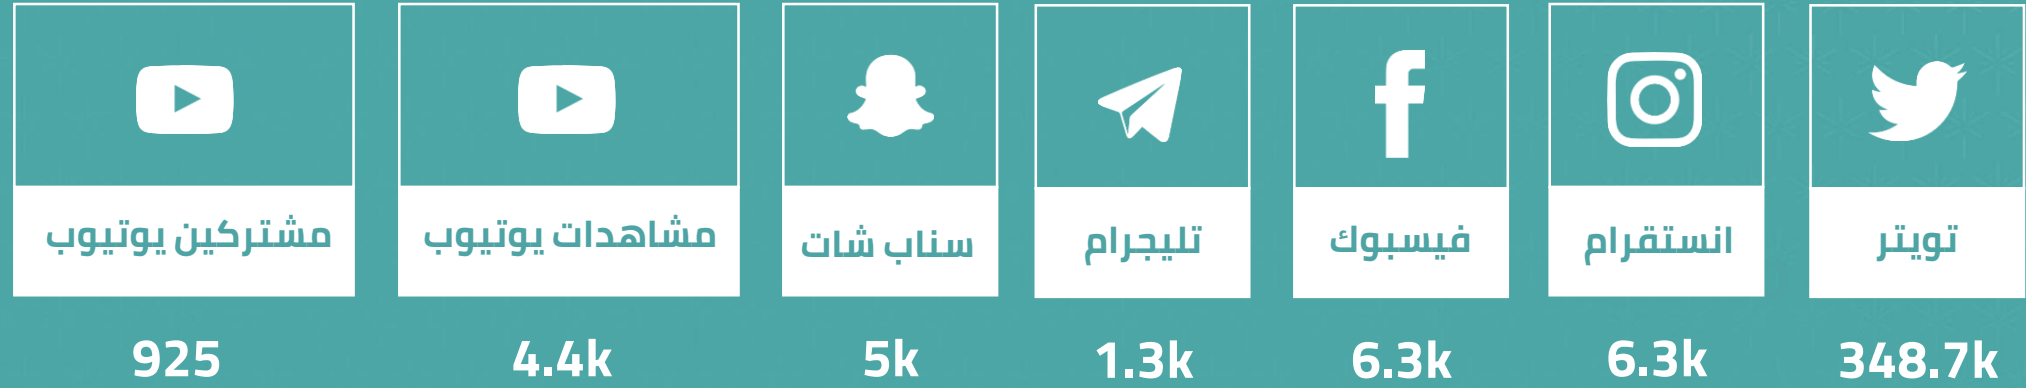 تويتر
انستقرام
فيسبوك
تليجرام
سناب شات
مشاهدات يوتيوب
مشتركين يوتيوب
348.7k
6.3k
6.3k
1.3k
5k
4.4k
925